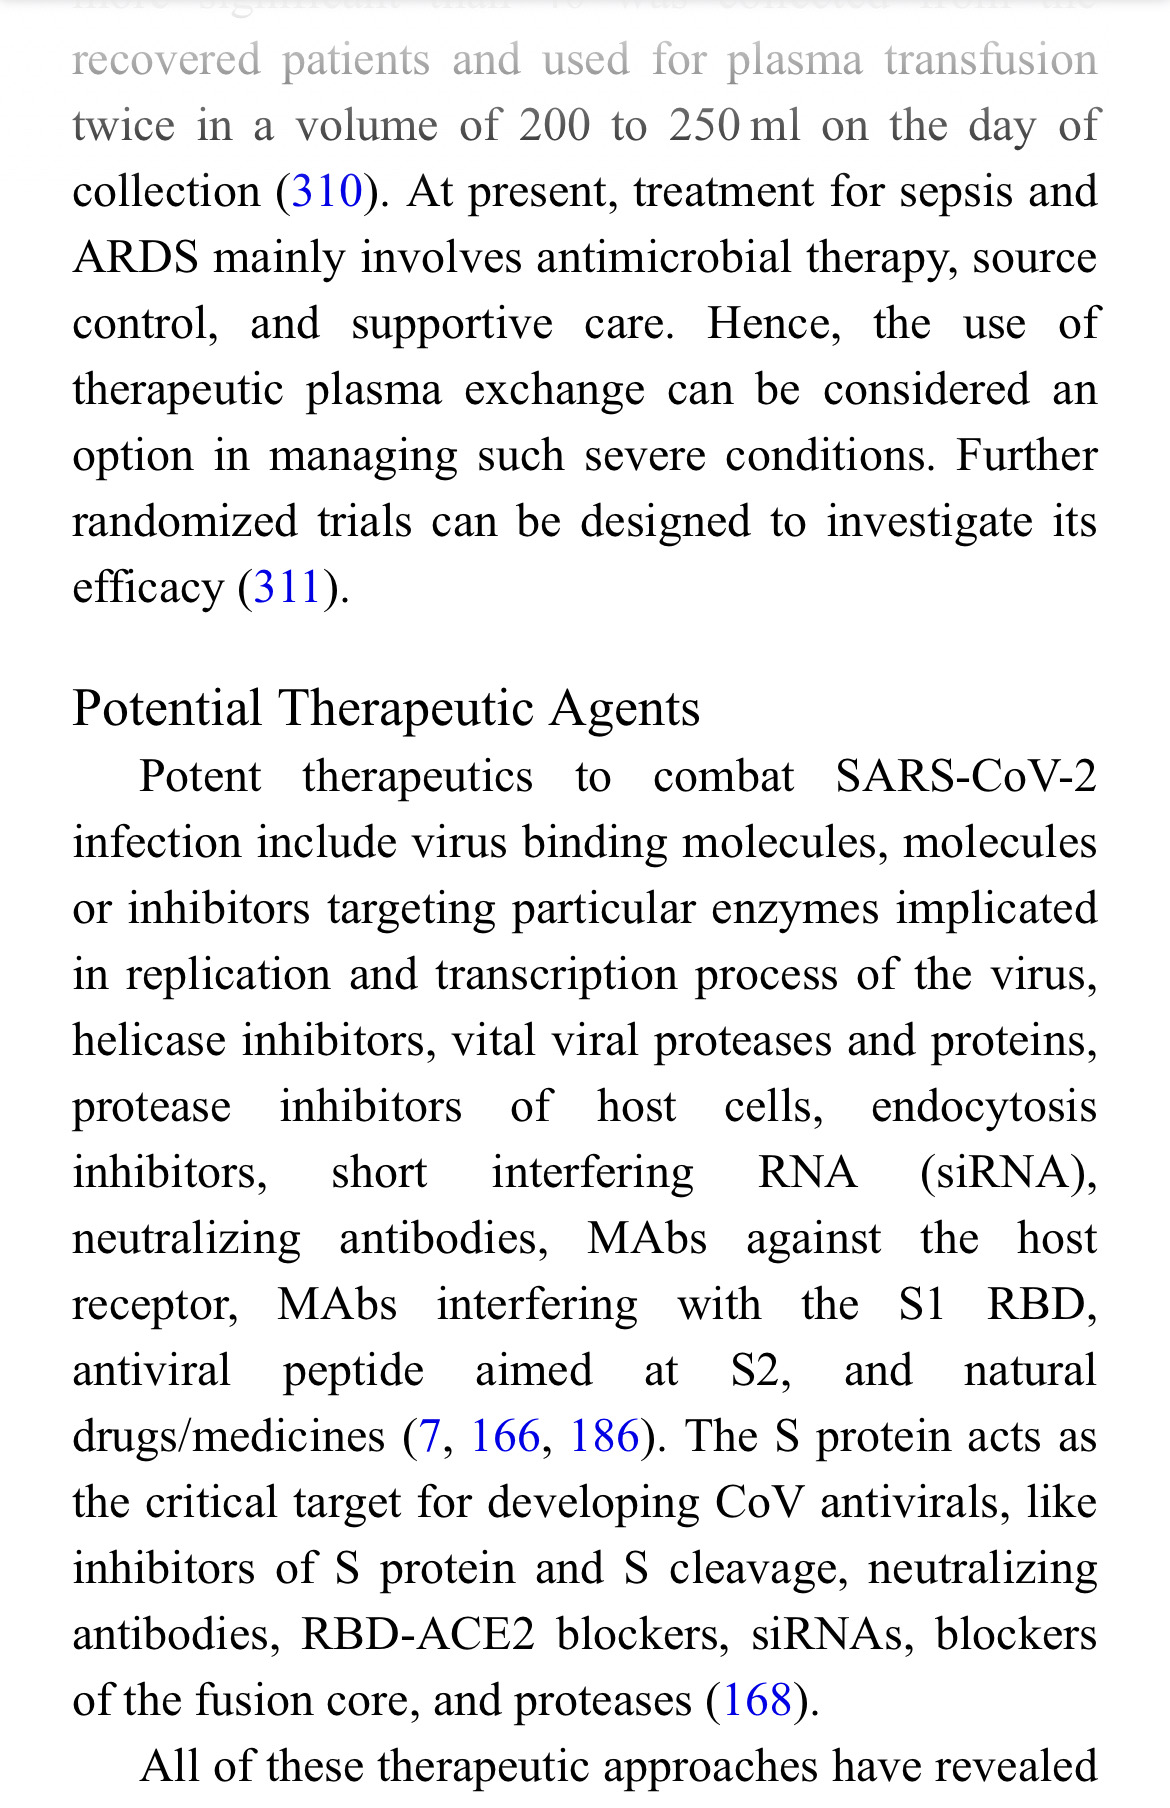 more significant than 40 was collected from the
recovered patients and used for plasma transfusion
twice in a volume of 200 to 250 ml on the day of
collection (310). At present, treatment for sepsis and
ARDS mainly involves antimicrobial therapy, source
control, and supportive care. Hence, the use of
therapeutic plasma exchange can be considered an
option in managing such severe conditions. Further
randomized trials can be designed to investigate its
efficacy (311).
Potential Therapeutic Agents
Potent therapeutics to combat SARS-CoV-2
infection include virus binding molecules, molecules
or inhibitors targeting particular enzymes implicated
in replication and transcription process of the virus,
helicase inhibitors, vital viral proteases and proteins,
protease inhibitors of host cells, endocytosis
inhibitors, short interfering RNA (siRNA),
neutralizing antibodies, MAbs against the host
receptor, MAbs interfering with the S1 RBD,
antiviral peptide aimed at S2, and natural
drugs/medicines (7, 166, 186). The S protein acts as
the critical target for developing CoV antivirals, like
inhibitors of S protein and S cleavage, neutralizing
antibodies, RBD-ACE2 blockers, siRNAs, blockers
of the fusion core, and proteases (168).
All of these therapeutic approaches have revealed